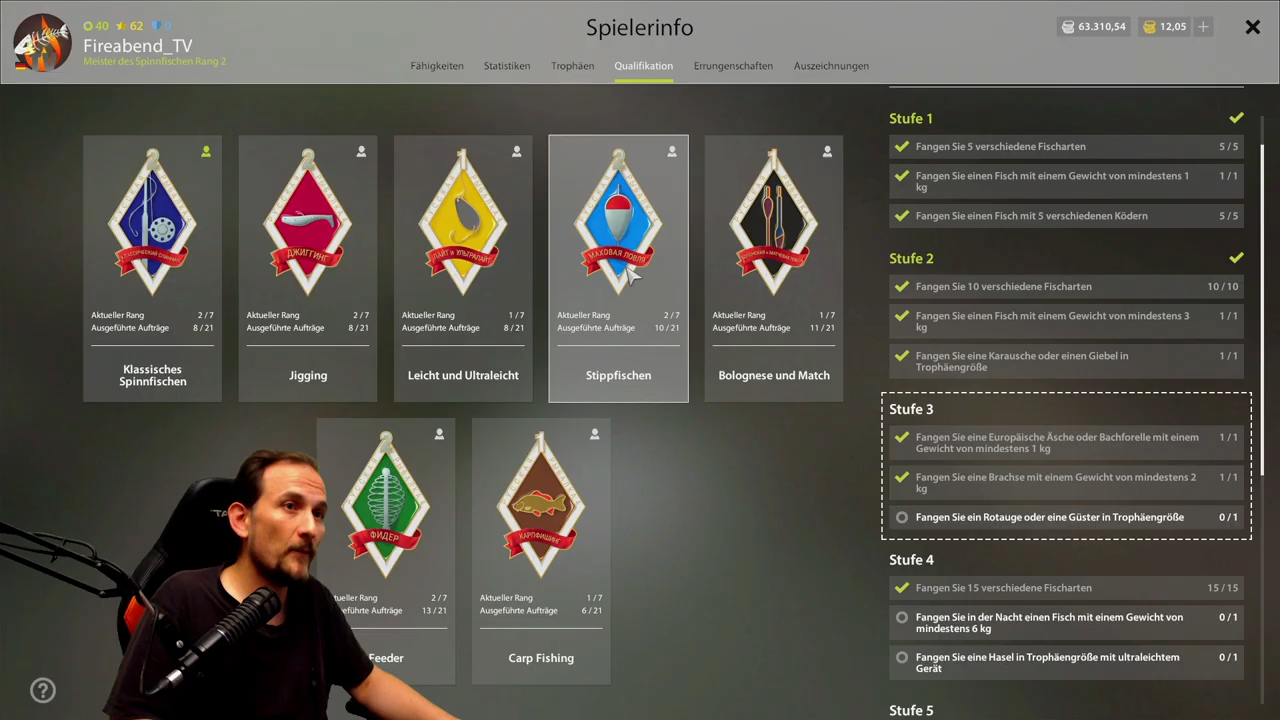 40 62 0
Fireabend_TV
Meister des Spinnfischen Rang 2
Spielerinfo
63.310,54
12,05
Fähigkeiten
Statistiken
Trophäen
Qualifikation
Errungenschaften
Auszeichnungen
КЛАССИЧЕСКИЙ СПИННИНГ
Aktueller Rang 2 / 7
Ausgeführte Aufträge 8 / 21
Klassisches
Spinnfischen
ДЖИГГИНГ
Aktueller Rang 2 / 7
Ausgeführte Aufträge 8 / 21
Jigging
ЛАЙТ И УЛЬТРАЛАЙТ
Aktueller Rang 1 / 7
Ausgeführte Aufträge 8 / 21
Leicht und Ultraleicht
МАХОВАЯ ЛОВЛЯ
Aktueller Rang 2 / 7
Ausgeführte Aufträge 10 / 21
Stippfischen
Aktueller Rang 1 / 7
Ausgeführte Aufträge 11 / 21
Bolognese und Match
ФИДЕР
tueller Rang 2 / 7
geführte Aufträge 13 / 21
Feeder
КАРПФИШИНГ
Aktueller Rang 1 / 7
Ausgeführte Aufträge 6 / 21
Carp Fishing
Stufe 1
Fangen Sie 5 verschiedene Fischarten 5 / 5
Fangen Sie einen Fisch mit einem Gewicht von mindestens 1 1 / 1
kg
Fangen Sie einen Fisch mit 5 verschiedenen Ködern 5 / 5
Stufe 2
Fangen Sie 10 verschiedene Fischarten 10 / 10
Fangen Sie einen Fisch mit einem Gewicht von mindestens 3 1 / 1
kg
Fangen Sie eine Karausche oder einen Giebel in 1 / 1
Trophäengröße
Stufe 3
Fangen Sie eine Europäische Äsche oder Bachforelle mit einem 1 / 1
Gewicht von mindestens 1 kg
Fangen Sie eine Brachse mit einem Gewicht von mindestens 2 1 / 1
kg
Fangen Sie ein Rotauge oder eine Güster in Trophäengröße 0 / 1
Stufe 4
Fangen Sie 15 verschiedene Fischarten 15 / 15
Fangen Sie in der Nacht einen Fisch mit einem Gewicht von 0 / 1
mindestens 6 kg
Fangen Sie eine Hasel in Trophäengröße mit ultraleichtem 0 / 1
Gerät
Stufe 5